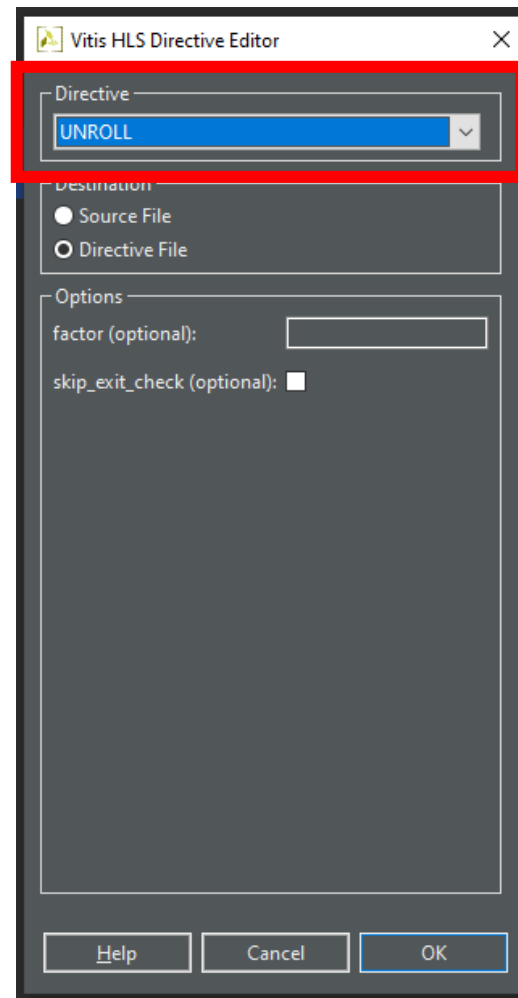 Vitis HLS Directive Editor
Directive
UNROLL
Destination
Source File
Directive File
Options
factor (optional):
skip_exit_check (optional):
Help Cancel OK